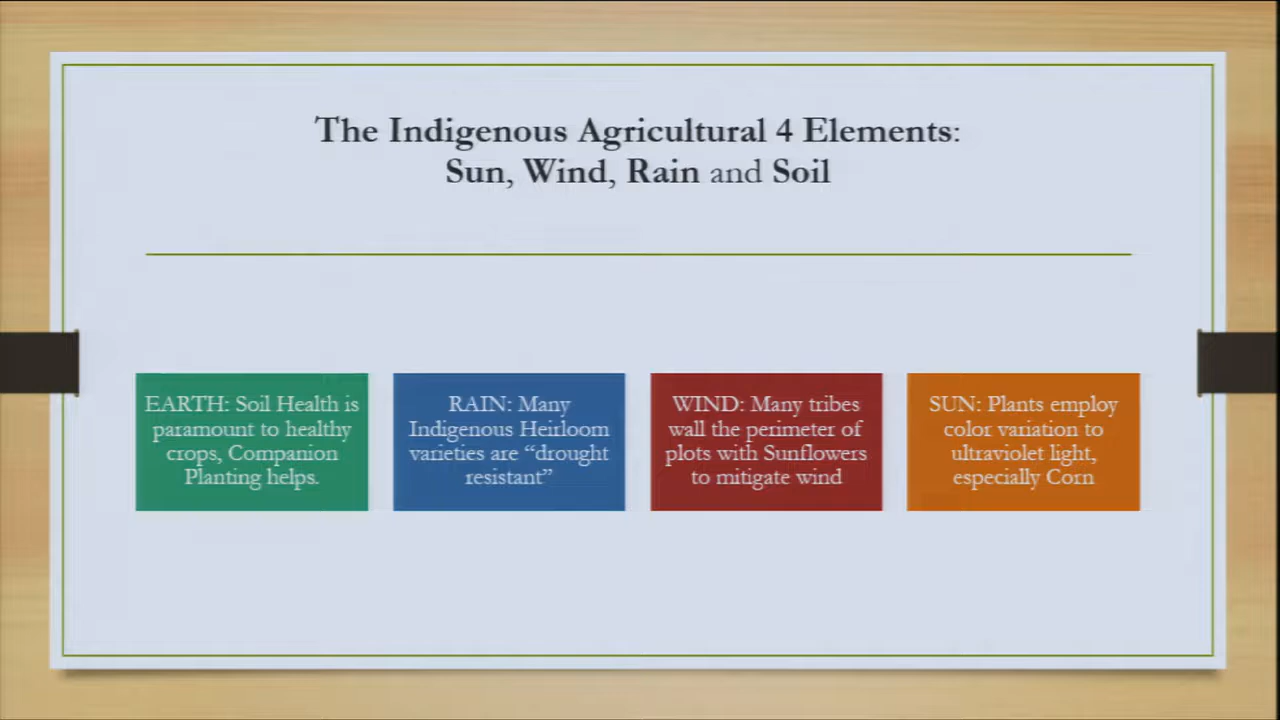 The Indigenous Agricultural 4 Elements:
Sun, Wind, Rain and Soil
EARTH: Soil Health is
paramount to healthy
crops, Companion
Planting helps.
RAIN: Many
Indigenous Heirloom
varieties are “drought
resistant”
WIND: Many tribes
wall the perimeter of
plots with Sunflowers
to mitigate wind
SUN: Plants employ
color variation to
ultraviolet light,
especially Corn